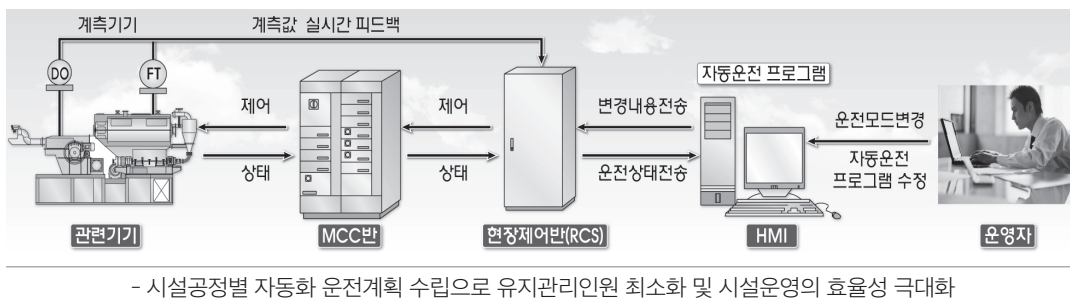 계측기기
계측값 실시간 피드백
DO
FT
자동운전 프로그램
제어
제어
변경내용전송
운전모드변경
상태
상태
운전상태전송
자동운전
프로그램 수정
관련기기
MCC반
현장제어반(RCS)
HMI
운영자
- 시설공정별 자동화 운전계획 수립으로 유지관리인원 최소화 및 시설운영의 효율성 극대화